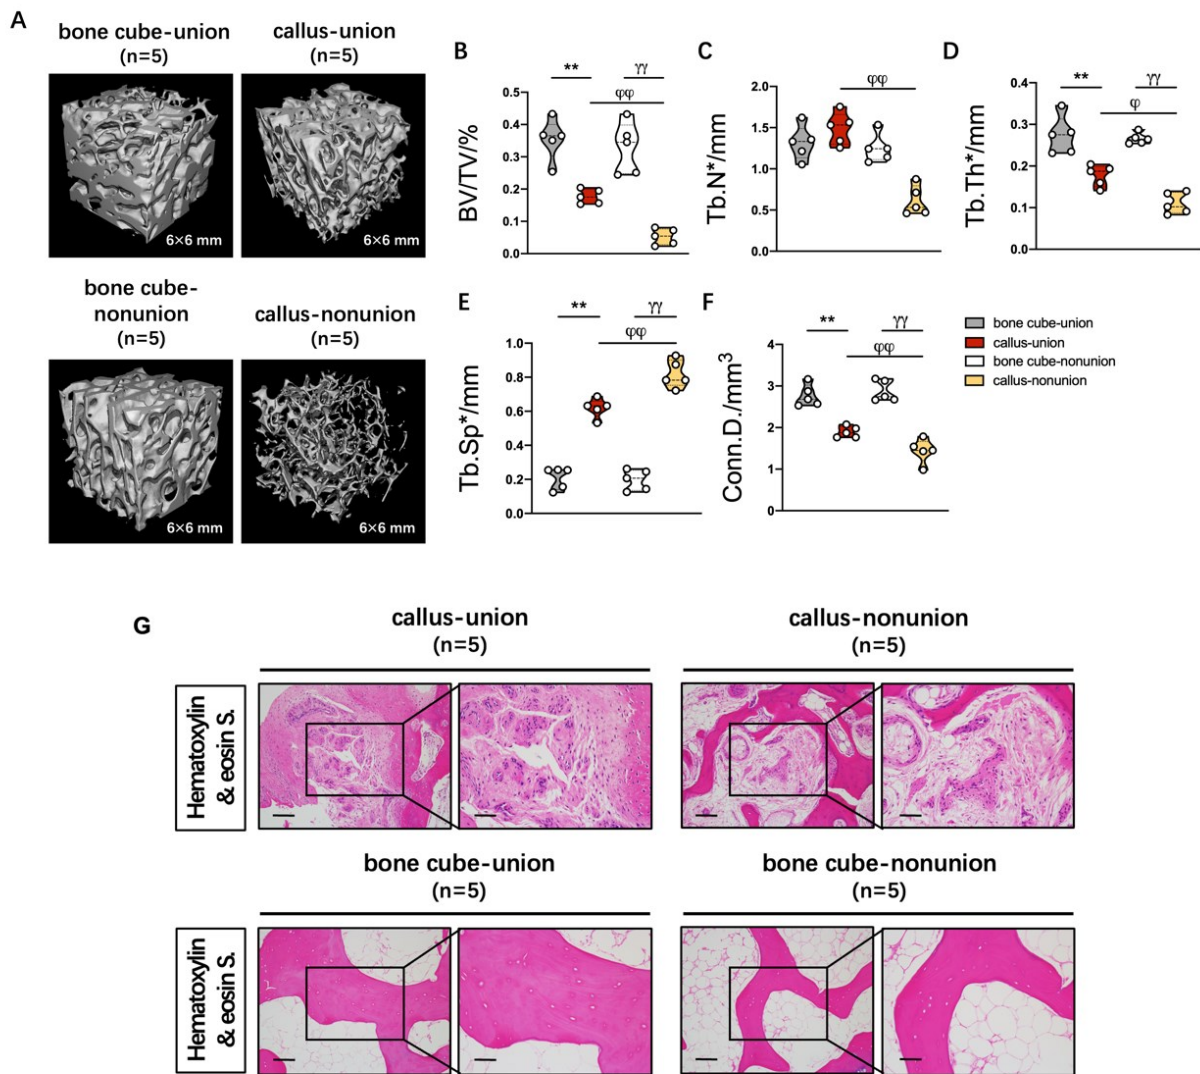 A
bone cube-union
(n=5)
callus-union
(n=5)
6×6 mm
6×6 mm
bone cube-
nonunion
(n=5)
callus-nonunion
(n=5)
6×6 mm
6×6 mm
B
**
γγ
φφ
BV/TV/%
0.5
0.4
0.3
0.2
0.1
0.0
C
φφ
Tb.N*/mm
2.0
1.5
1.0
0.5
0.0
D
**
γγ
φ
Tb.Th*/mm
0.4
0.3
0.2
0.1
0.0
E
**
γγ
φφ
Tb.Sp*/mm
1.0
0.8
0.6
0.4
0.2
0.0
F
**
γγ
φφ
Conn.D./mm³
4
3
2
1
0
bone cube-union
callus-union
bone cube-nonunion
callus-nonunion
G
callus-union
(n=5)
callus-nonunion
(n=5)
Hematoxylin
& eosin S.
bone cube-union
(n=5)
bone cube-nonunion
(n=5)
Hematoxylin
& eosin S.